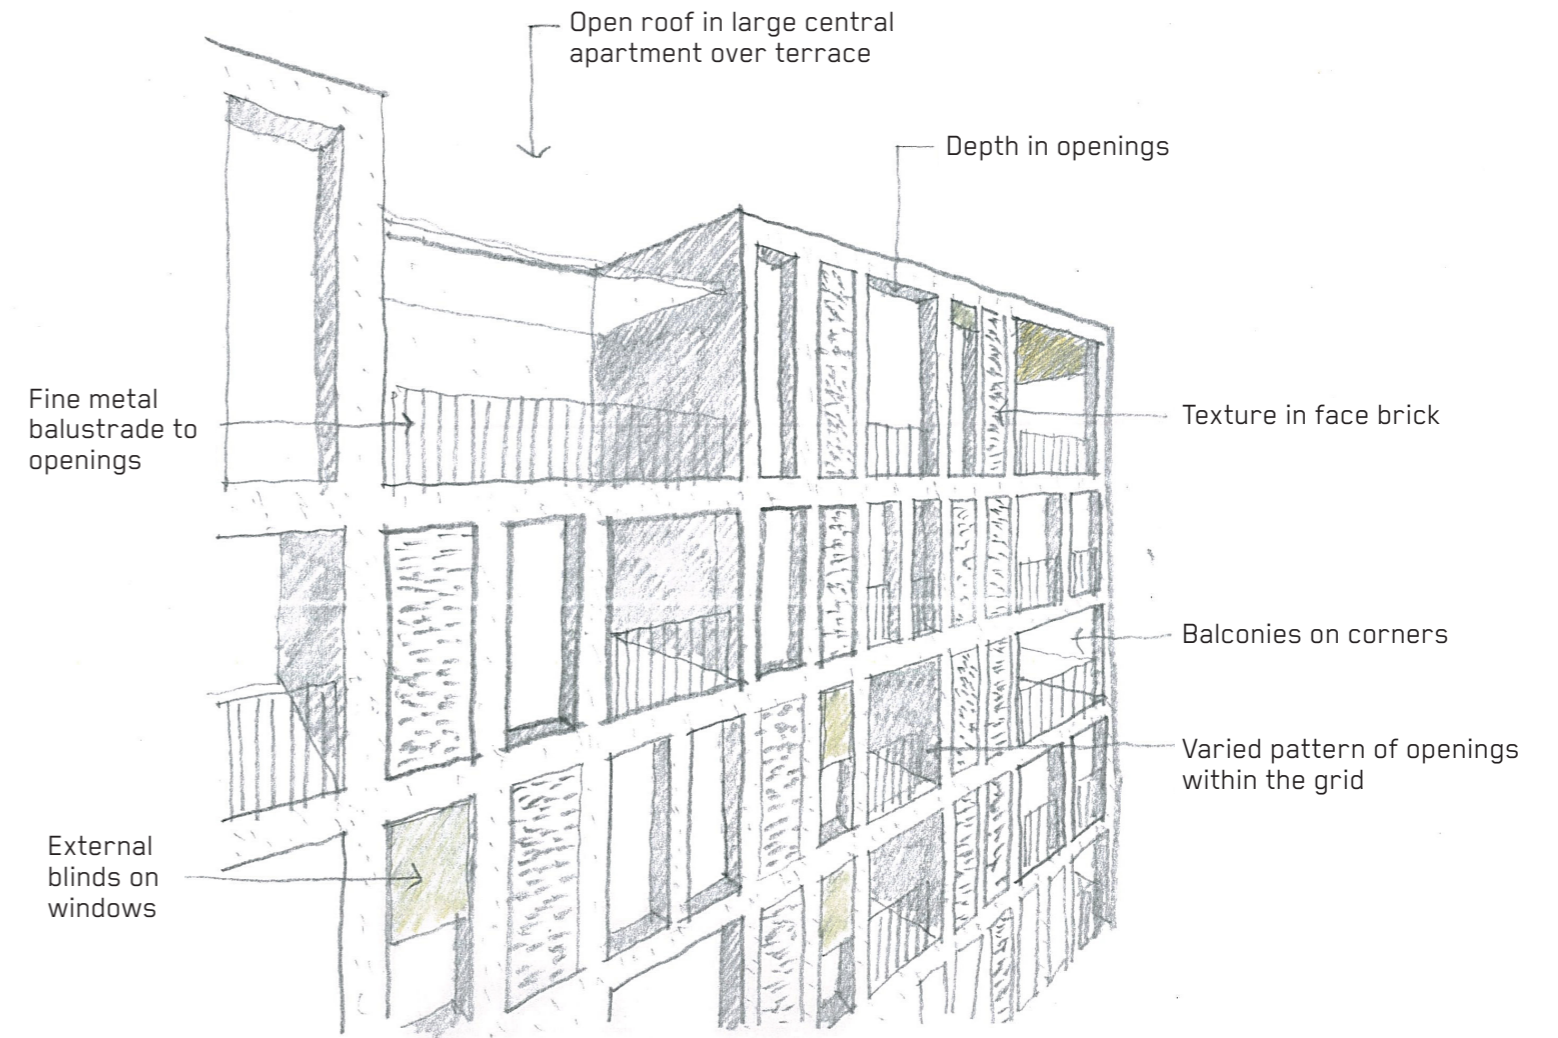 Open roof in large central
apartment over terrace
Depth in openings
Fine metal
balustrade to
openings
Texture in face brick
Balconies on corners
Varied pattern of openings
within the grid
External
blinds on
windows